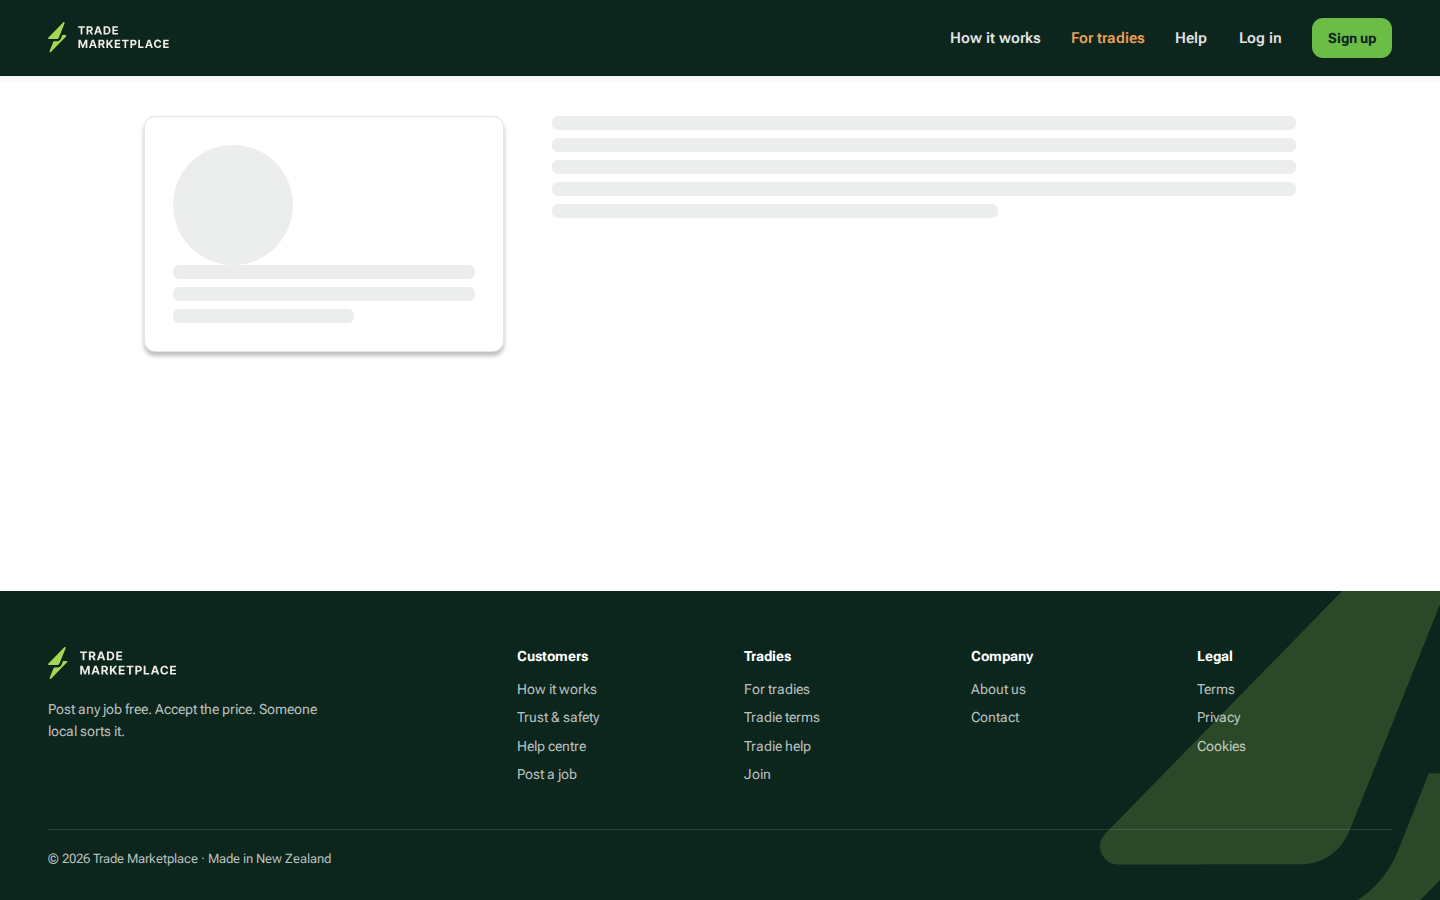 TRADE
MARKETPLACE
How it works
For tradies
Help
Log in
Sign up
TRADE
MARKETPLACE
Post any job free. Accept the price. Someone
local sorts it.
Customers
How it works
Trust & safety
Help centre
Post a job
Tradies
For tradies
Tradie terms
Tradie help
Join
Company
About us
Contact
Legal
Terms
Privacy
Cookies
© 2026 Trade Marketplace · Made in New Zealand